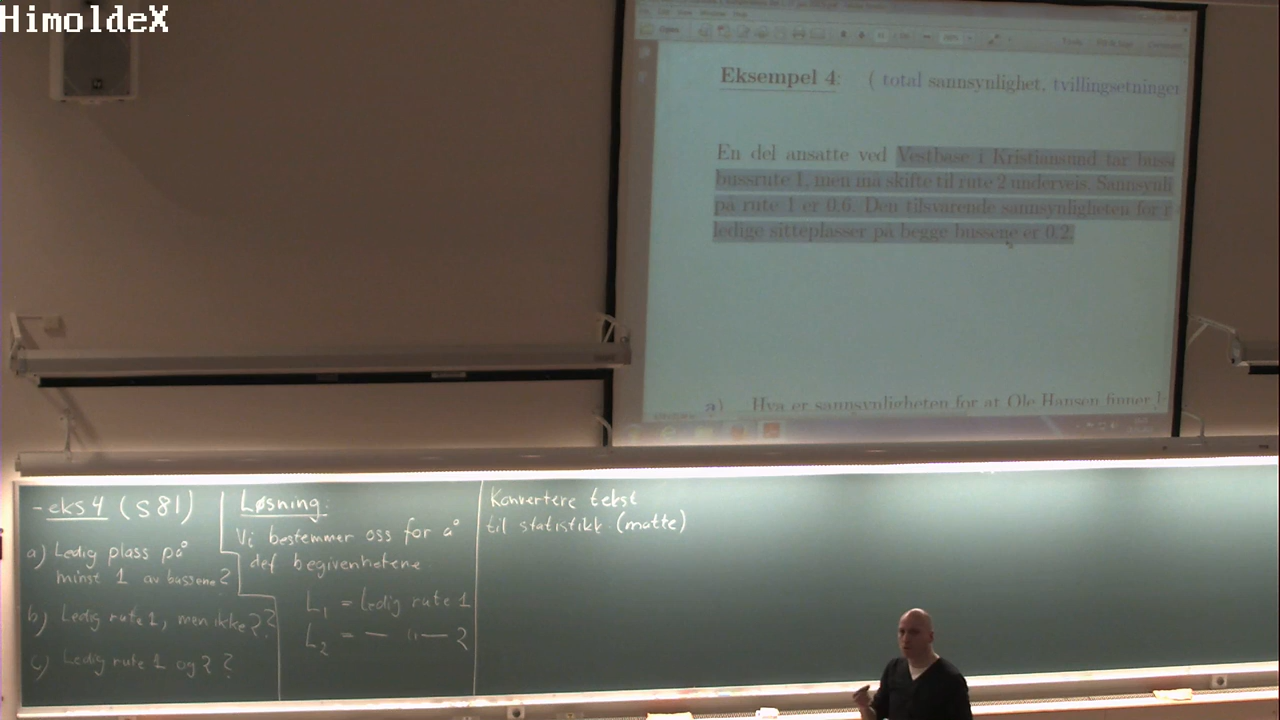 HimoldeX
Eksempel 4: ( total sannsynlighet, tvillingsetninger
En del ansatte ved Vestbase i Kristiansund tar buss
bussrute 1, men må skifte til rute 2 underveis. Sannsynli
på rute 1 er 0.6. Den tilsvarende sannsynligheten for r
ledige sitteplasser på begge bussene er 0.2.
a) Hva er sannsynligheten for at Ole Hansen finner
- eks 4 (S 81)
a) Ledig plass på
minst 1 av bussene?
b) Ledig rute 1, men ikke 2?
c) Ledig rute 1 og 2 ?
Løsning:
Vi bestemmer oss for å
def begivenhetene
L1 = Ledig rute 1
L2 = — 11 — 2
Konvertere tekst
til statistikk (matte)